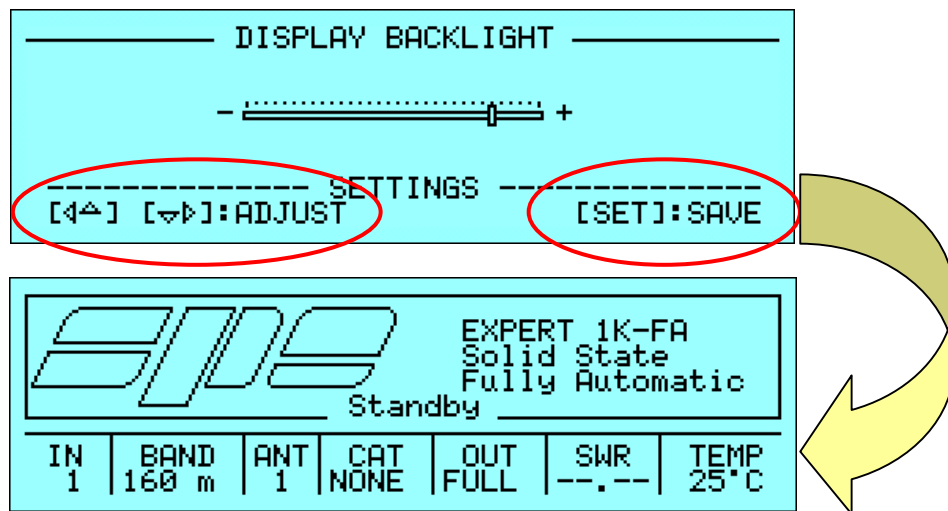 DISPLAY BACKLIGHT
- +
SETTINGS
[◁△] [▽▷]:ADJUST [SET]:SAVE
spe
EXPERT 1K-FA
Solid State
Fully Automatic
Standby
IN BAND ANT CAT OUT SWR TEMP
1 160 m 1 NONE FULL --.-- 25°C